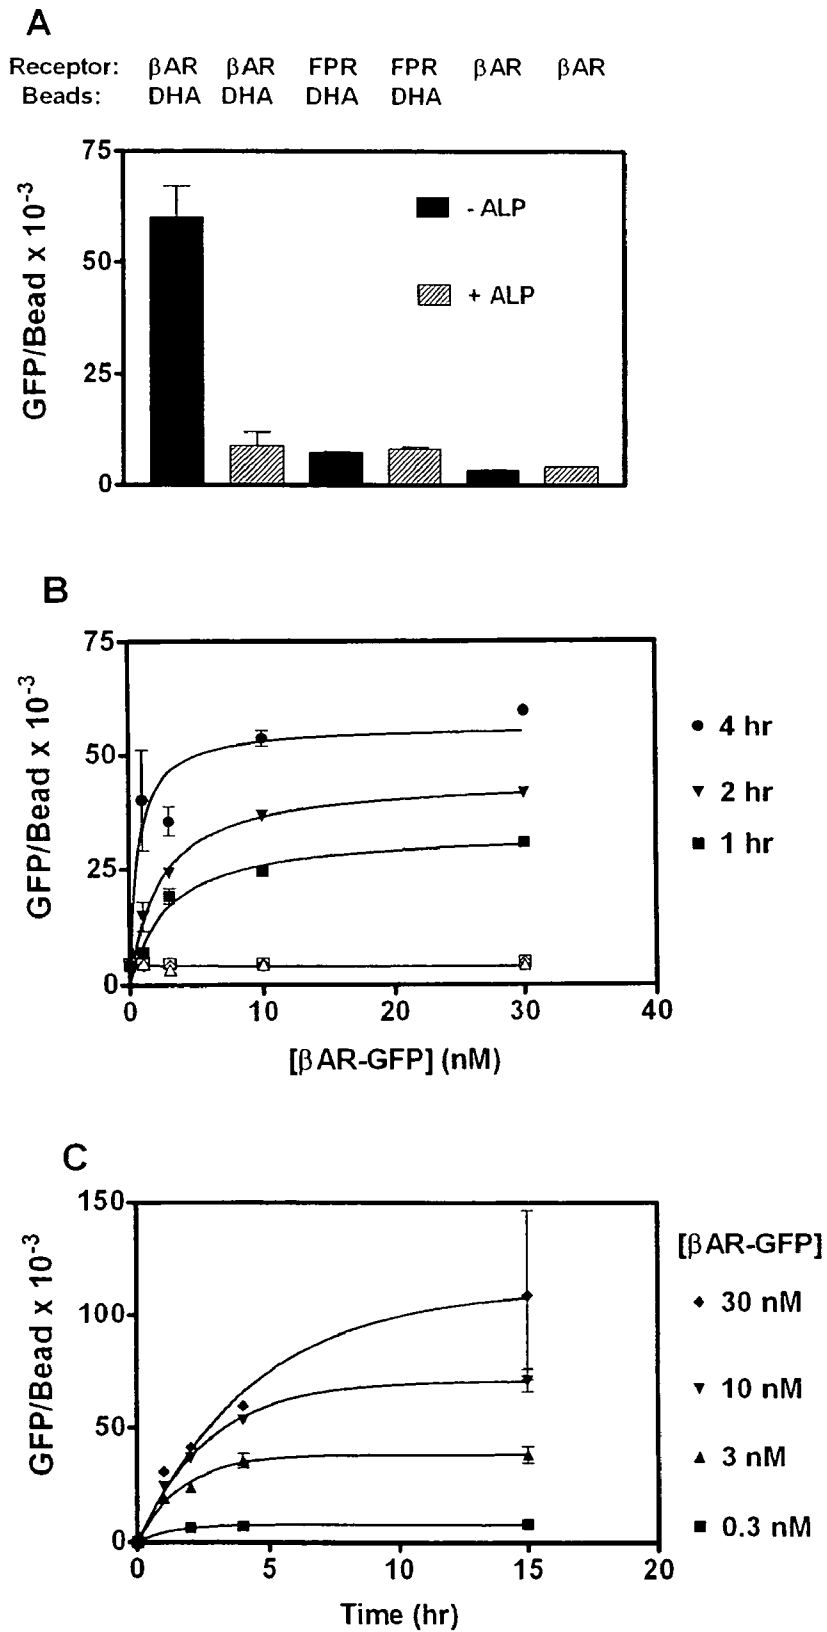 A
Receptor: βAR βAR FPR FPR βAR βAR
Beads: DHA DHA DHA DHA
75
50
25
0
GFP/Bead x 10⁻³
- ALP
+ ALP
B
75
50
25
0
GFP/Bead x 10⁻³
4 hr
2 hr
1 hr
0 10 20 30 40
[βAR-GFP] (nM)
C
150
100
50
0
GFP/Bead x 10⁻³
[βAR-GFP]
30 nM
10 nM
3 nM
0.3 nM
0 5 10 15 20
Time (hr)